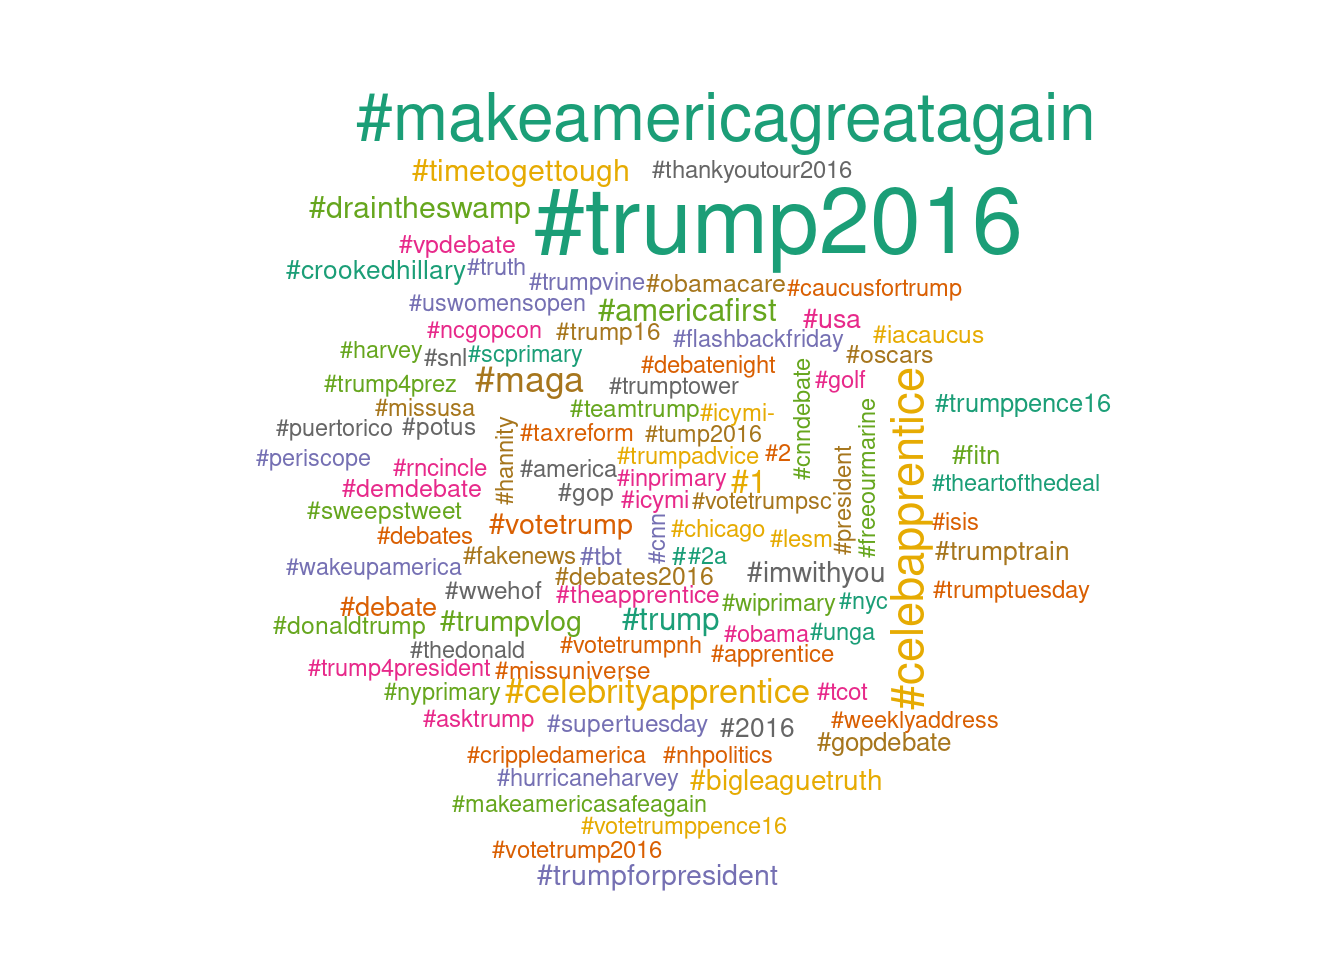 #makeamericagreatagain
#timetogettough #thankyoutour2016
#draintheswamp #trump2016
#vpdebate
#crookedhillary #truth
#trumpvine #obamacare #caucusfortrump
#uswomensopen #americafirst #usa
#ncgopcon #trump16 #flashbackfriday #iacaucus
#harvey #snl #scprimary #debatenight #oscars
#trump4prez #maga #trumptower #golf
#cnndebate
#celebapprentice
#missusa #teamtrump #icymi- #trumppence16
#puertorico #potus #taxreform #tump2016
#hannity
#president
#freeourmarine
#periscope #trumpadvice #2 #fitn
#rncincle #america #inprimary #1 #theartofthedeal
#demdebate #gop #icymi #votetrumpsc
#sweepstweet #votetrump #isis
#debates #cnn #chicago #lesm
#fakenews #tbt ##2a #trumptrain
#wakeupamerica #debates2016 #imwithyou
#wwehof #theapprentice #wiprimary #nyc #trumptuesday
#debate #trumpvlog #trump
#donaldtrump #obama #unga
#thedonald #votetrumpnh #apprentice
#trump4president #missuniverse
#nyprimary #celebrityapprentice #tcot
#asktrump #supertuesday #2016 #weeklyaddress
#gopdebate
#crippledamerica #nhpolitics
#hurricaneharvey #bigleaguetruth
#makeamericasafeagain
#votetrumppence16
#votetrump2016
#trumpforpresident